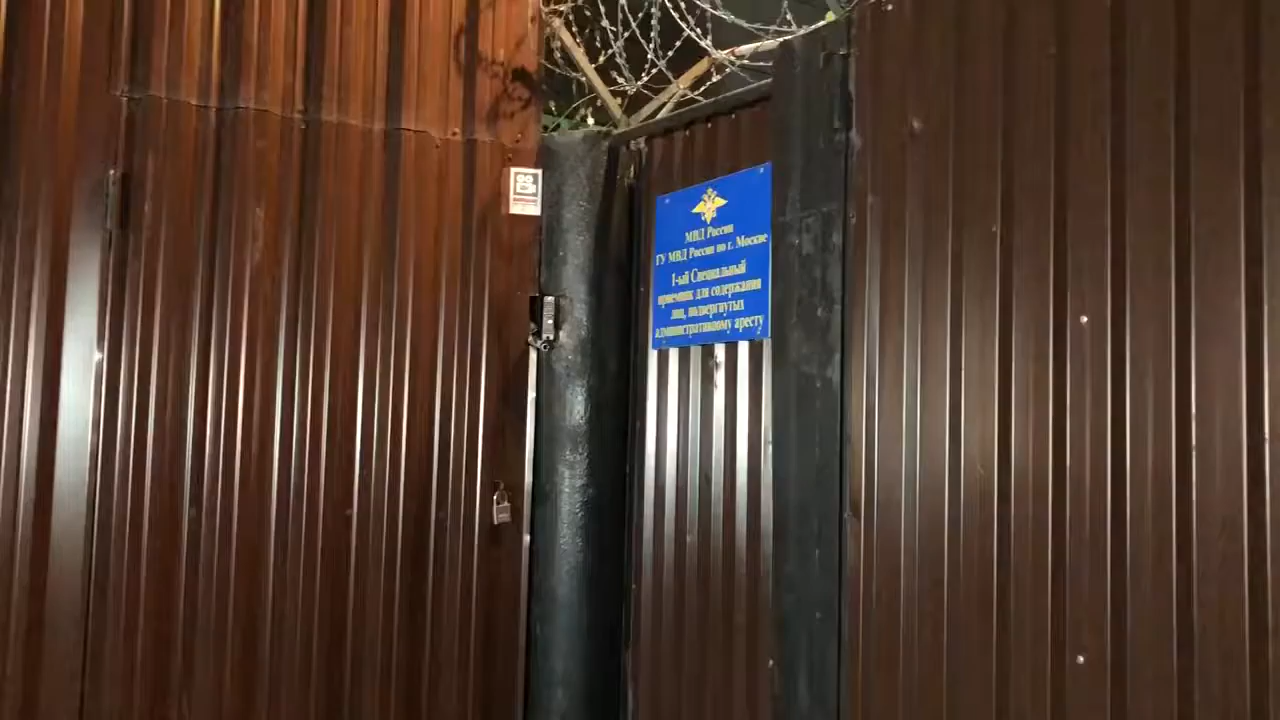 МВД России
ГУ МВД России по г. Москве
1-ый Специальный
приемник для содержания
лиц, подвергнутых
административному аресту